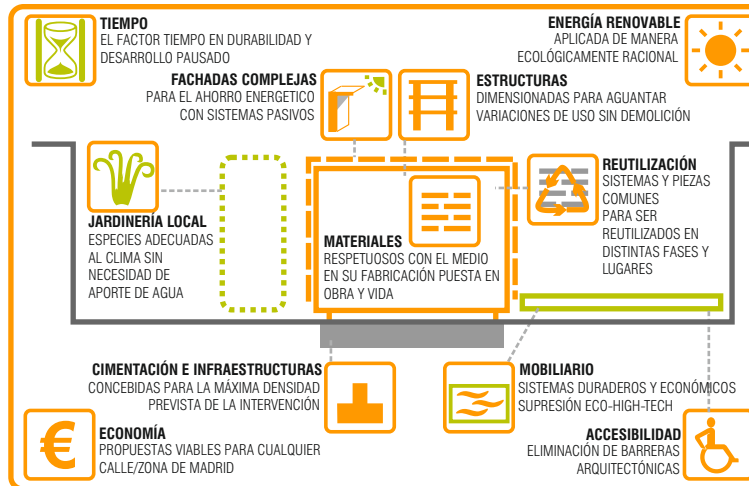 TIEMPO
EL FACTOR TIEMPO EN DURABILIDAD Y
DESARROLLO PAUSADO
ENERGÍA RENOVABLE
APLICADA DE MANERA
ECOLÓGICAMENTE RACIONAL
FACHADAS COMPLEJAS
PARA EL AHORRO ENERGETICO
CON SISTEMAS PASIVOS
ESTRUCTURAS
DIMENSIONADAS PARA AGUANTAR
VARIACIONES DE USO SIN DEMOLICIÓN
JARDINERÍA LOCAL
ESPECIES ADECUADAS
AL CLIMA SIN
NECESIDAD DE
APORTE DE AGUA
MATERIALES
RESPETUOSOS CON EL MEDIO
EN SU FABRICACIÓN PUESTA EN
OBRA Y VIDA
REUTILIZACIÓN
SISTEMAS Y PIEZAS
COMUNES
PARA SER
REUTILIZADOS EN
DISTINTAS FASES Y
LUGARES
CIMENTACIÓN E INFRAESTRUCTURAS
CONCEBIDAS PARA LA MÁXIMA DENSIDAD
PREVISTA DE LA INTERVENCIÓN
MOBILIARIO
SISTEMAS DURADEROS Y ECONÓMICOS
SUPRESIÓN ECO-HIGH-TECH
€
ECONOMÍA
PROPUESTAS VIABLES PARA CUALQUIER
CALLE/ZONA DE MADRID
ACCESIBILIDAD
ELIMINACIÓN DE BARRERAS
ARQUITECTÓNICAS